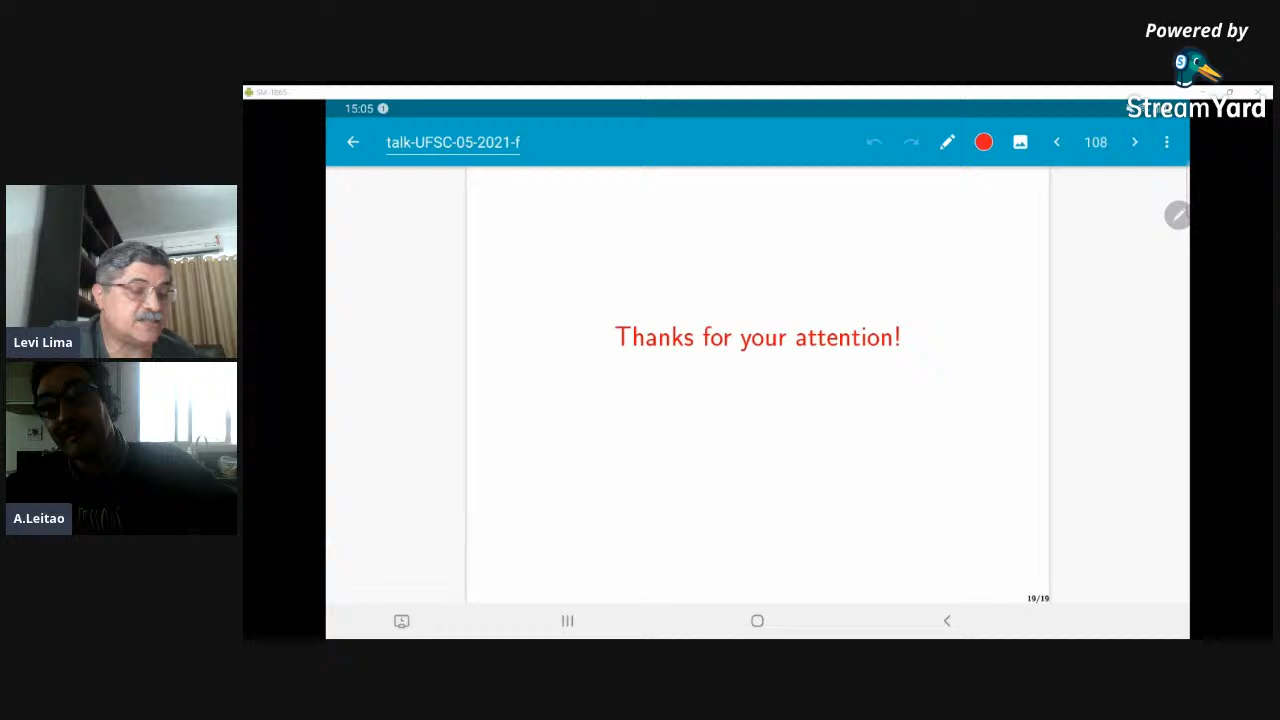 Powered by
StreamYard
15:05
talk-UFSC-05-2021-f
108
Thanks for your attention!
19/19
Levi Lima
A.Leitao